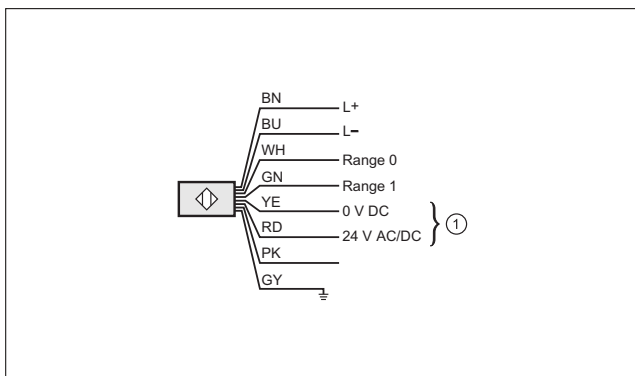 BN L+
BU L−
WH Range 0
GN Range 1
YE 0 V DC
RD 24 V AC/DC
1
PK
GY